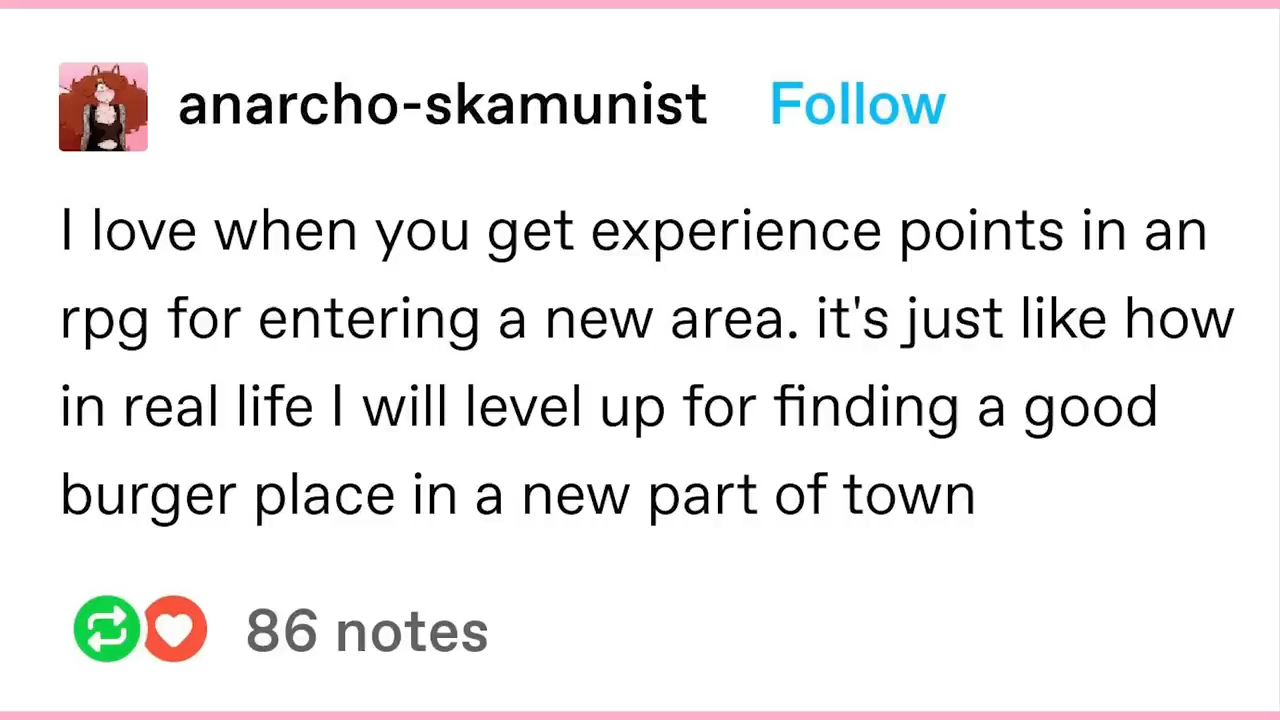 anarcho-skamunist Follow
I love when you get experience points in an
rpg for entering a new area. it's just like how
in real life I will level up for finding a good
burger place in a new part of town
86 notes